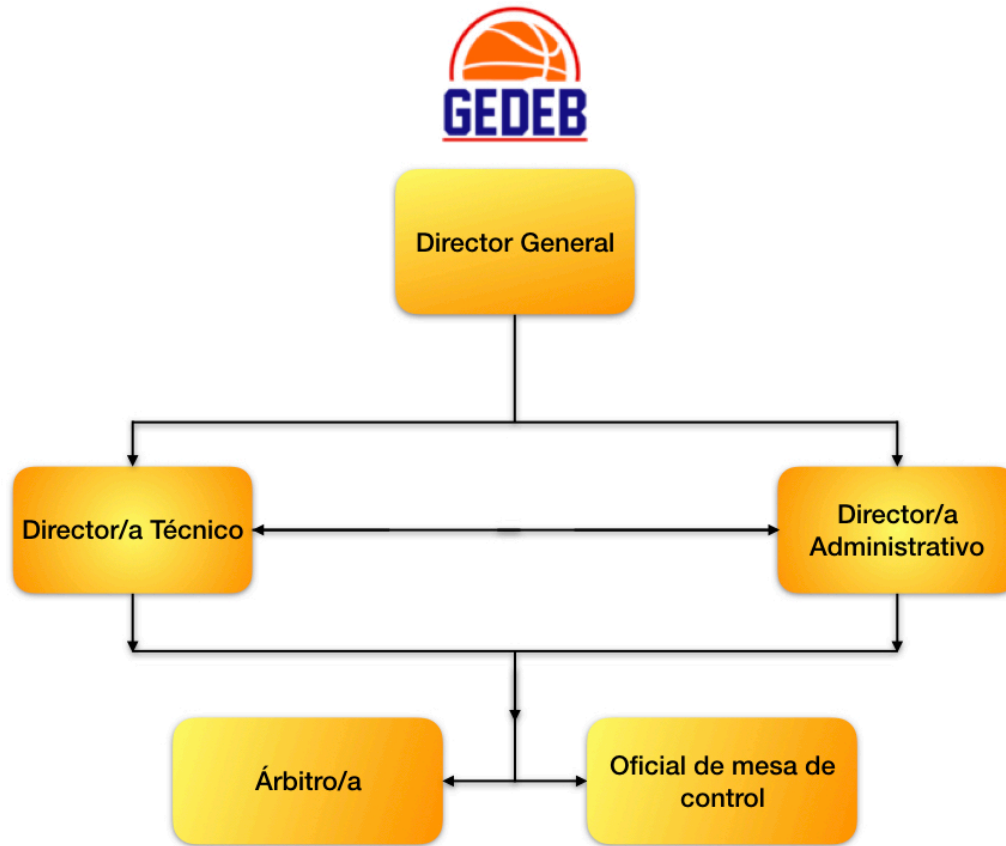 GEDEB
Director General
Director/a Técnico
Director/a
Administrativo
Árbitro/a
Oficial de mesa de
control